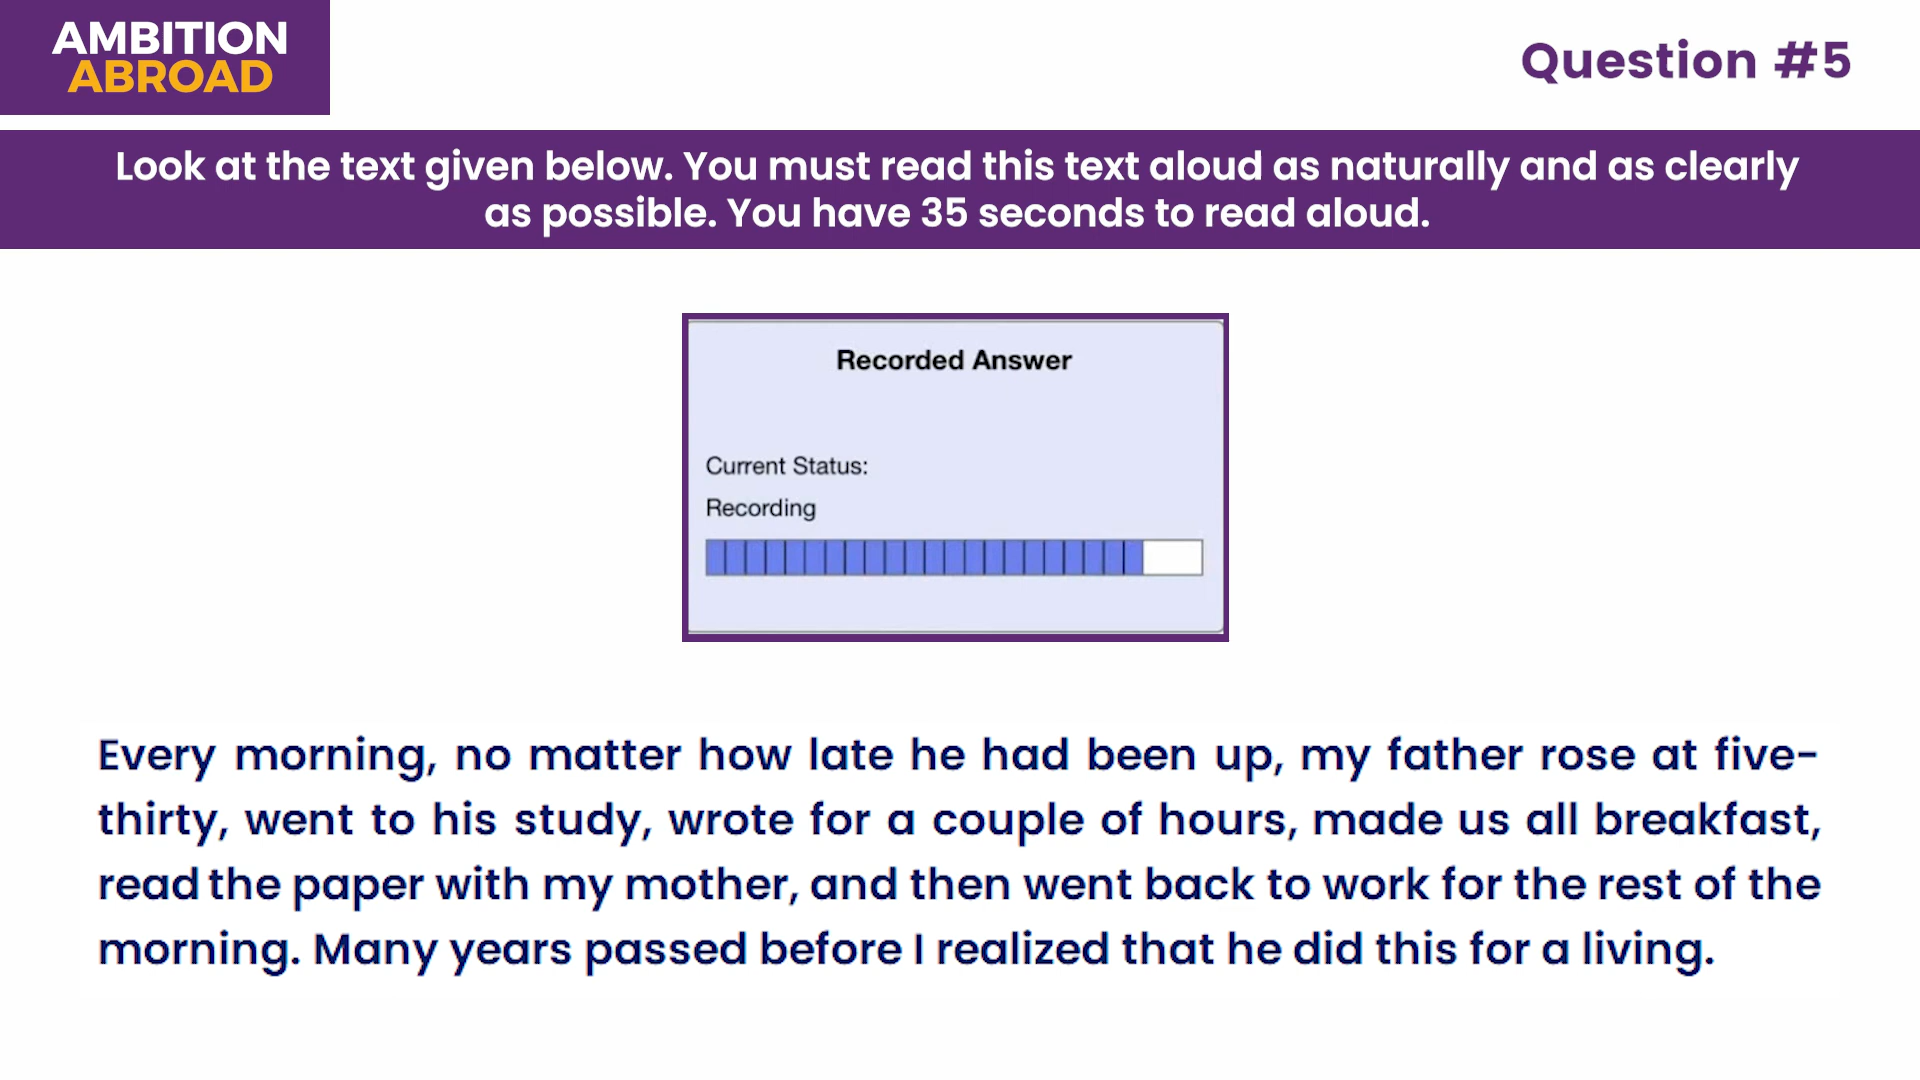 AMBITION
ABROAD
Question #5
Look at the text given below. You must read this text aloud as naturally and as clearly
as possible. You have 35 seconds to read aloud.
Recorded Answer
Current Status:
Recording
Every morning, no matter how late he had been up, my father rose at five-
thirty, went to his study, wrote for a couple of hours, made us all breakfast,
read the paper with my mother, and then went back to work for the rest of the
morning. Many years passed before I realized that he did this for a living.